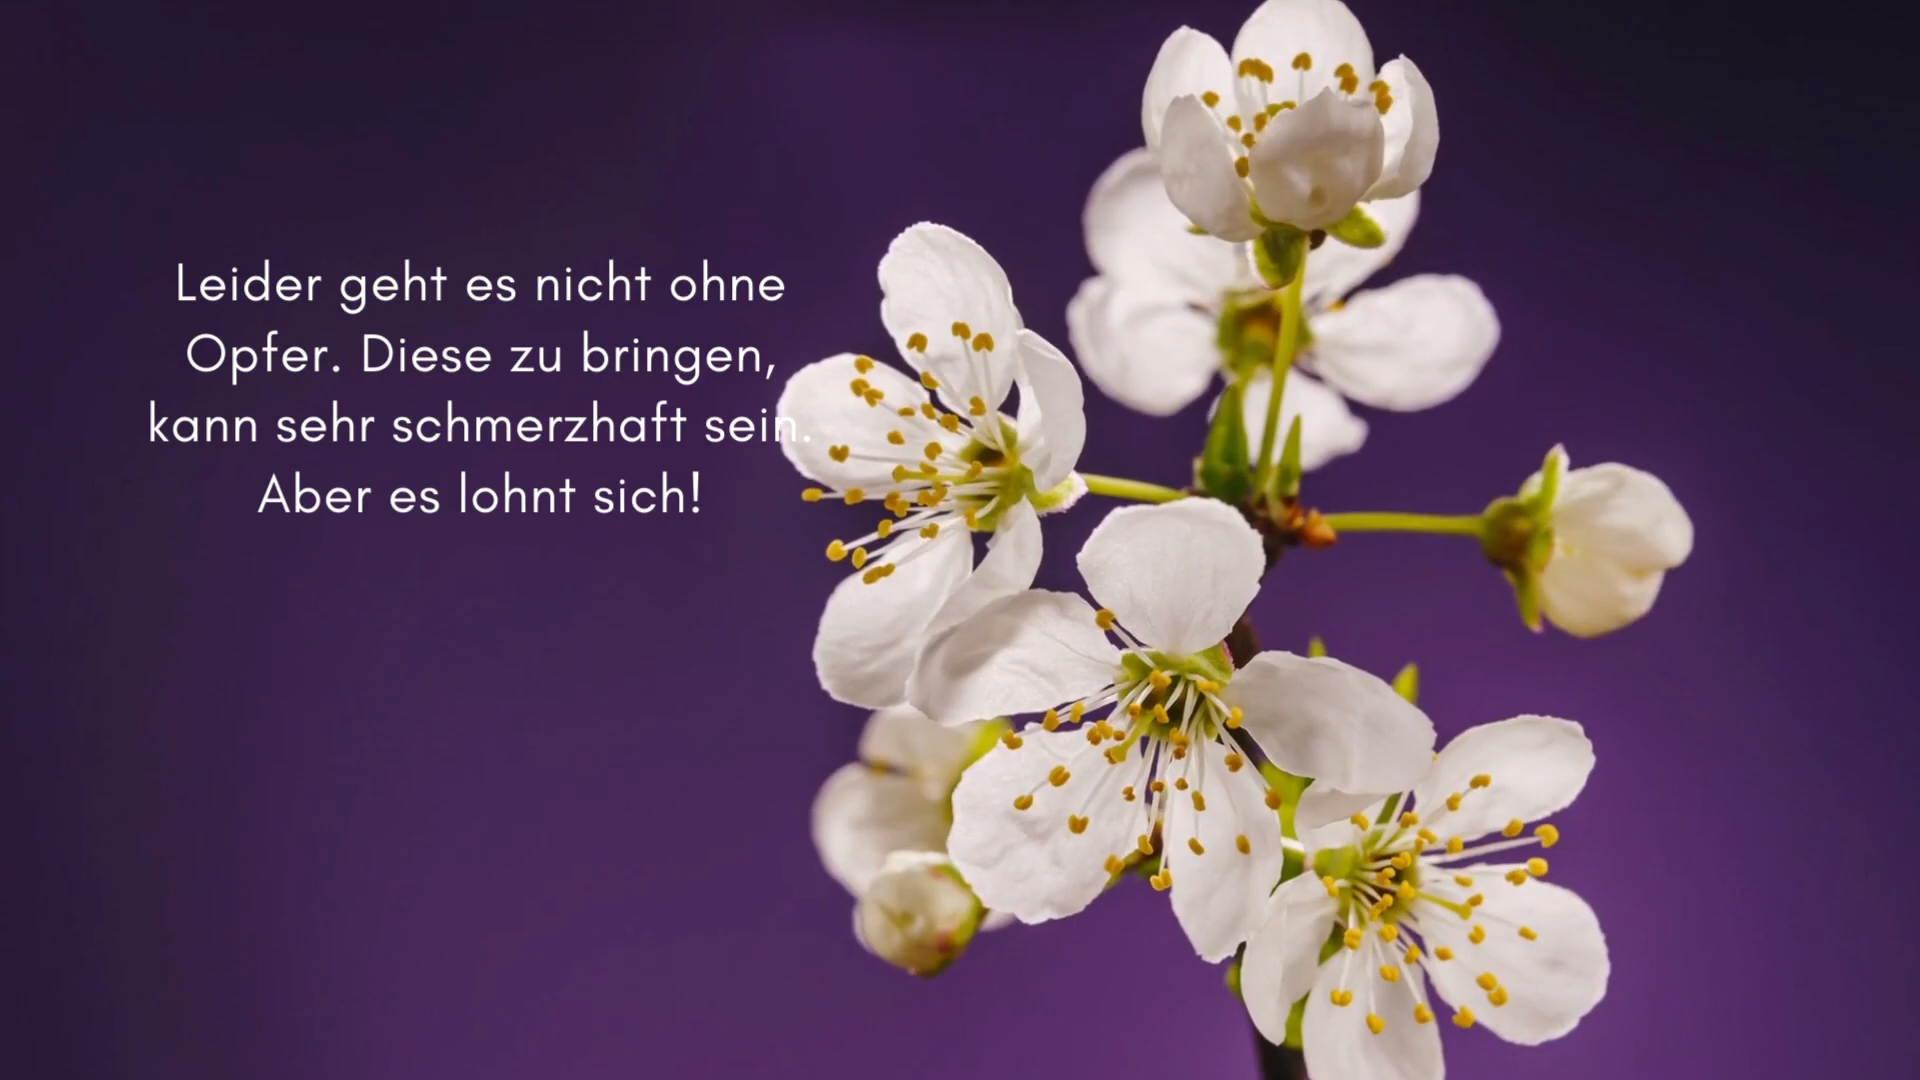 Leider geht es nicht ohne
Opfer. Diese zu bringen,
kann sehr schmerzhaft sein.
Aber es lohnt sich!